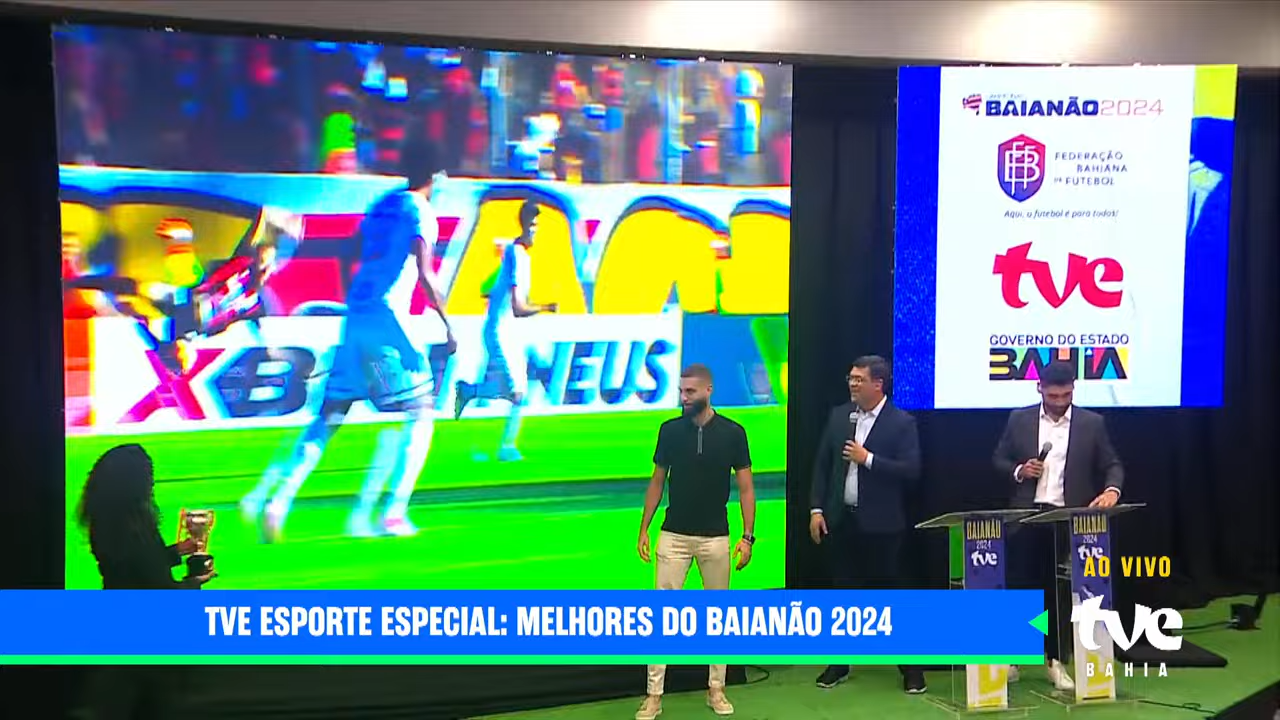 BAIANÃO2024
FEDERAÇÃO
BAHIANA
DE FUTEBOL
Aqui, o futebol é para todos!
tve
GOVERNO DO ESTADO
BAHIA
NEUS
BAIANÃO
2024
tve
BAIANÃO
2024
tve
AO VIVO
TVE ESPORTE ESPECIAL: MELHORES DO BAIANÃO 2024
tve
BAHIA